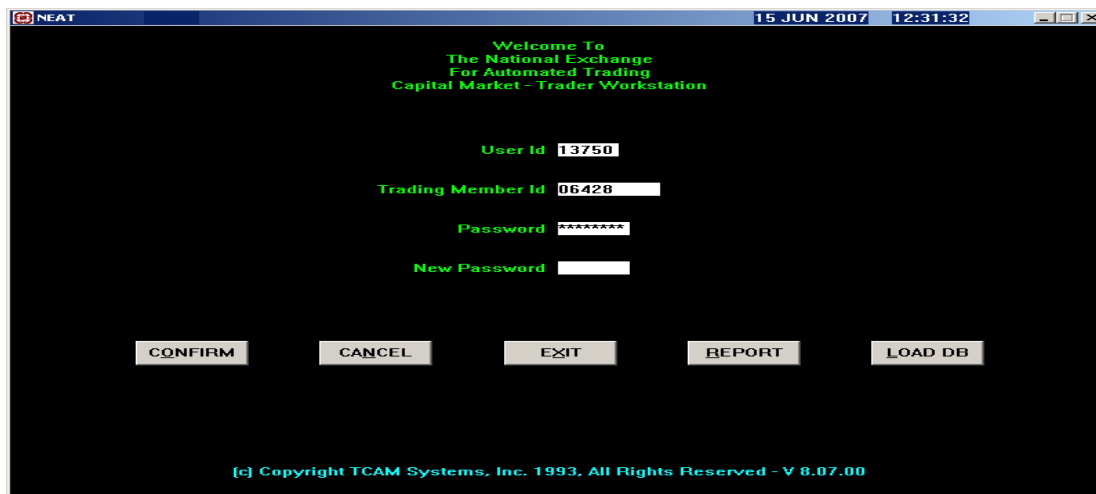 NEAT 15 JUN 2007 12:31:32
Welcome To
The National Exchange
For Automated Trading
Capital Market - Trader Workstation
User Id 13750
Trading Member Id 06428
Password ********
New Password
CONFIRM CANCEL EXIT REPORT LOAD DB
(c) Copyright TCAM Systems, Inc. 1993, All Rights Reserved - V 8.07.00